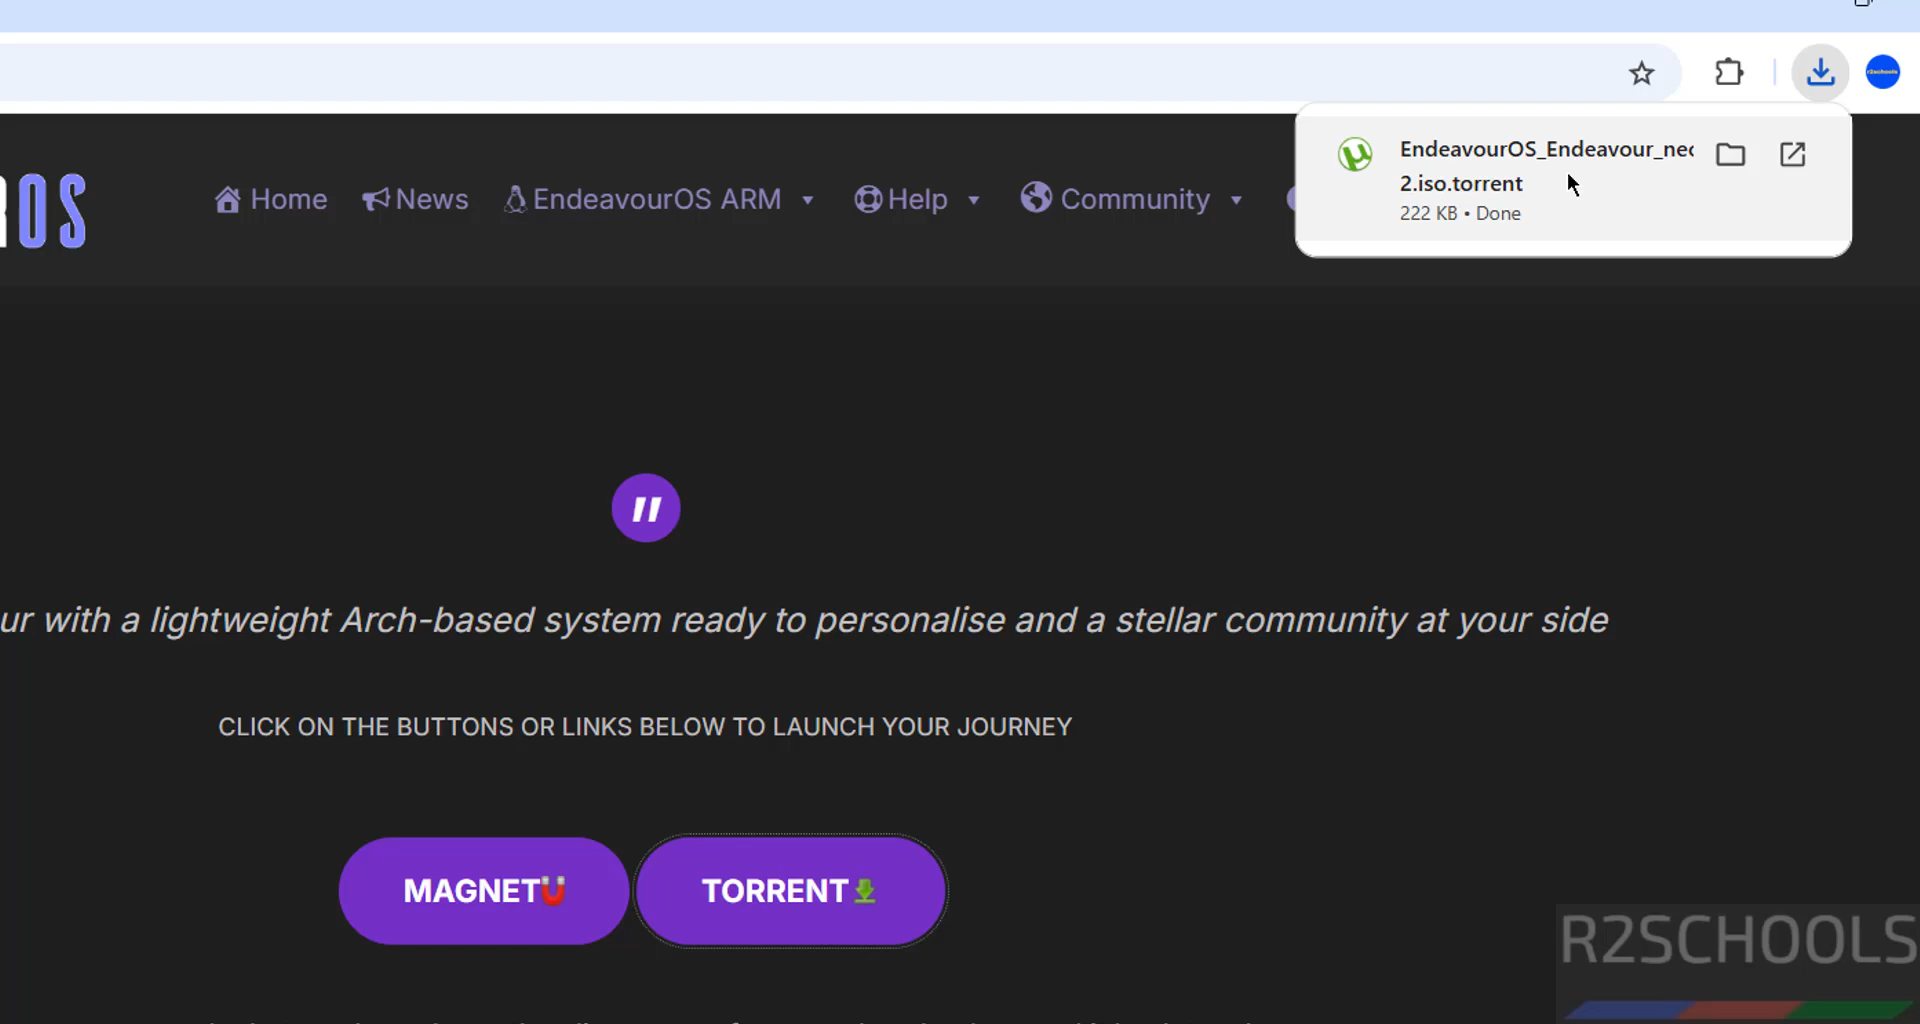 EndeavourOS_Endeavour_neo
2.iso.torrent
222 KB • Done
OS
Home News EndeavourOS ARM Help Community
ur with a lightweight Arch-based system ready to personalise and a stellar community at your side
CLICK ON THE BUTTONS OR LINKS BELOW TO LAUNCH YOUR JOURNEY
MAGNET TORRENT
R2SCHOOLS